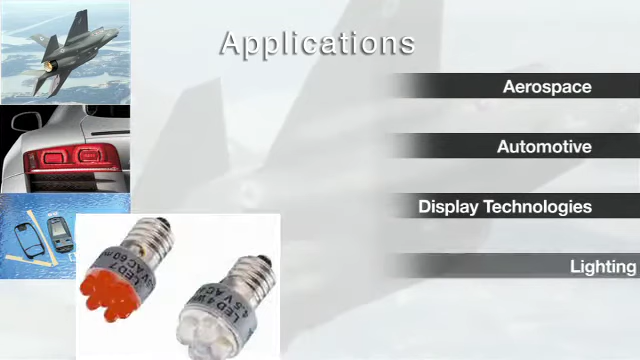 Applications
Aerospace
Automotive
Display Technologies
Lighting